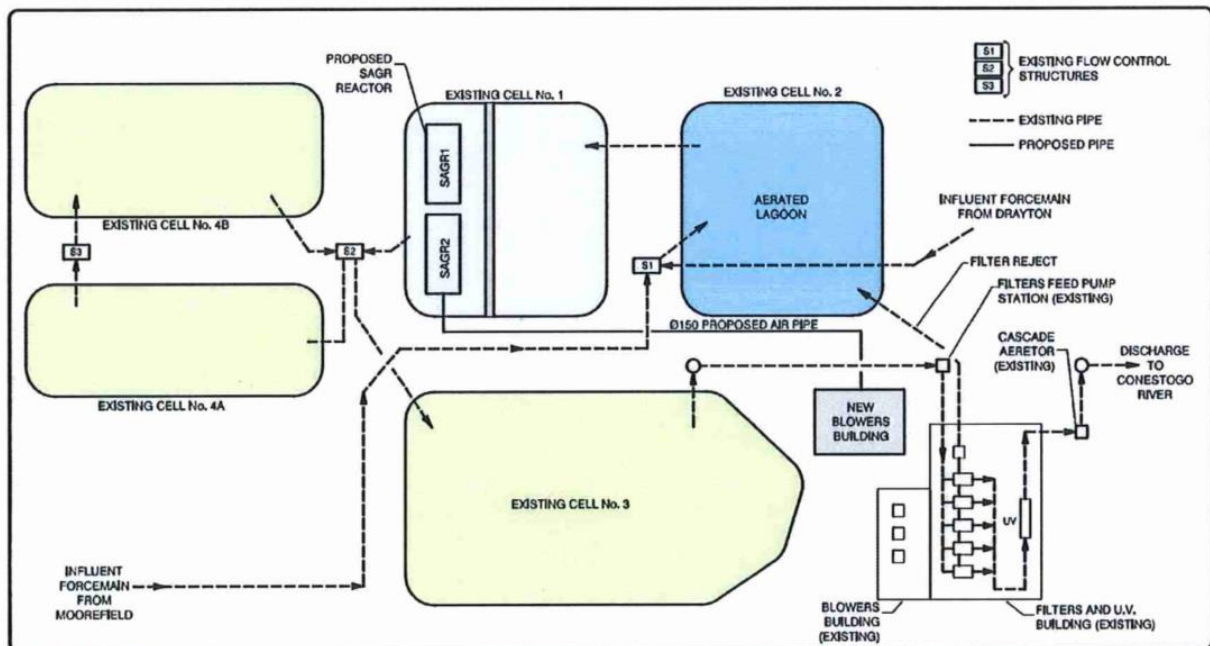 PROPOSED
SAGR
REACTOR
EXISTING CELL No. 1
EXISTING CELL No. 2
S1
S2
S3
EXISTING FLOW CONTROL
STRUCTURES
EXISTING PIPE
PROPOSED PIPE
SAGR1
SAGR2
EXISTING CELL No. 4B
S3
S2
S1
AERATED
LAGOON
INFLUENT FORCEMAIN
FROM DRAYTON
FILTER REJECT
FILTERS FEED PUMP
STATION (EXISTING)
Ø150 PROPOSED AIR PIPE
CASCADE
AERETOR
(EXISTING)
DISCHARGE
TO
CONESTOGO
RIVER
EXISTING CELL No. 4A
NEW
BLOWERS
BUILDING
EXISTING CELL No. 3
UV
INFLUENT
FORCEMAIN
FROM
MOOREFIELD
BLOWERS
BUILDING
(EXISTING)
FILTERS AND U.V.
BUILDING (EXISTING)